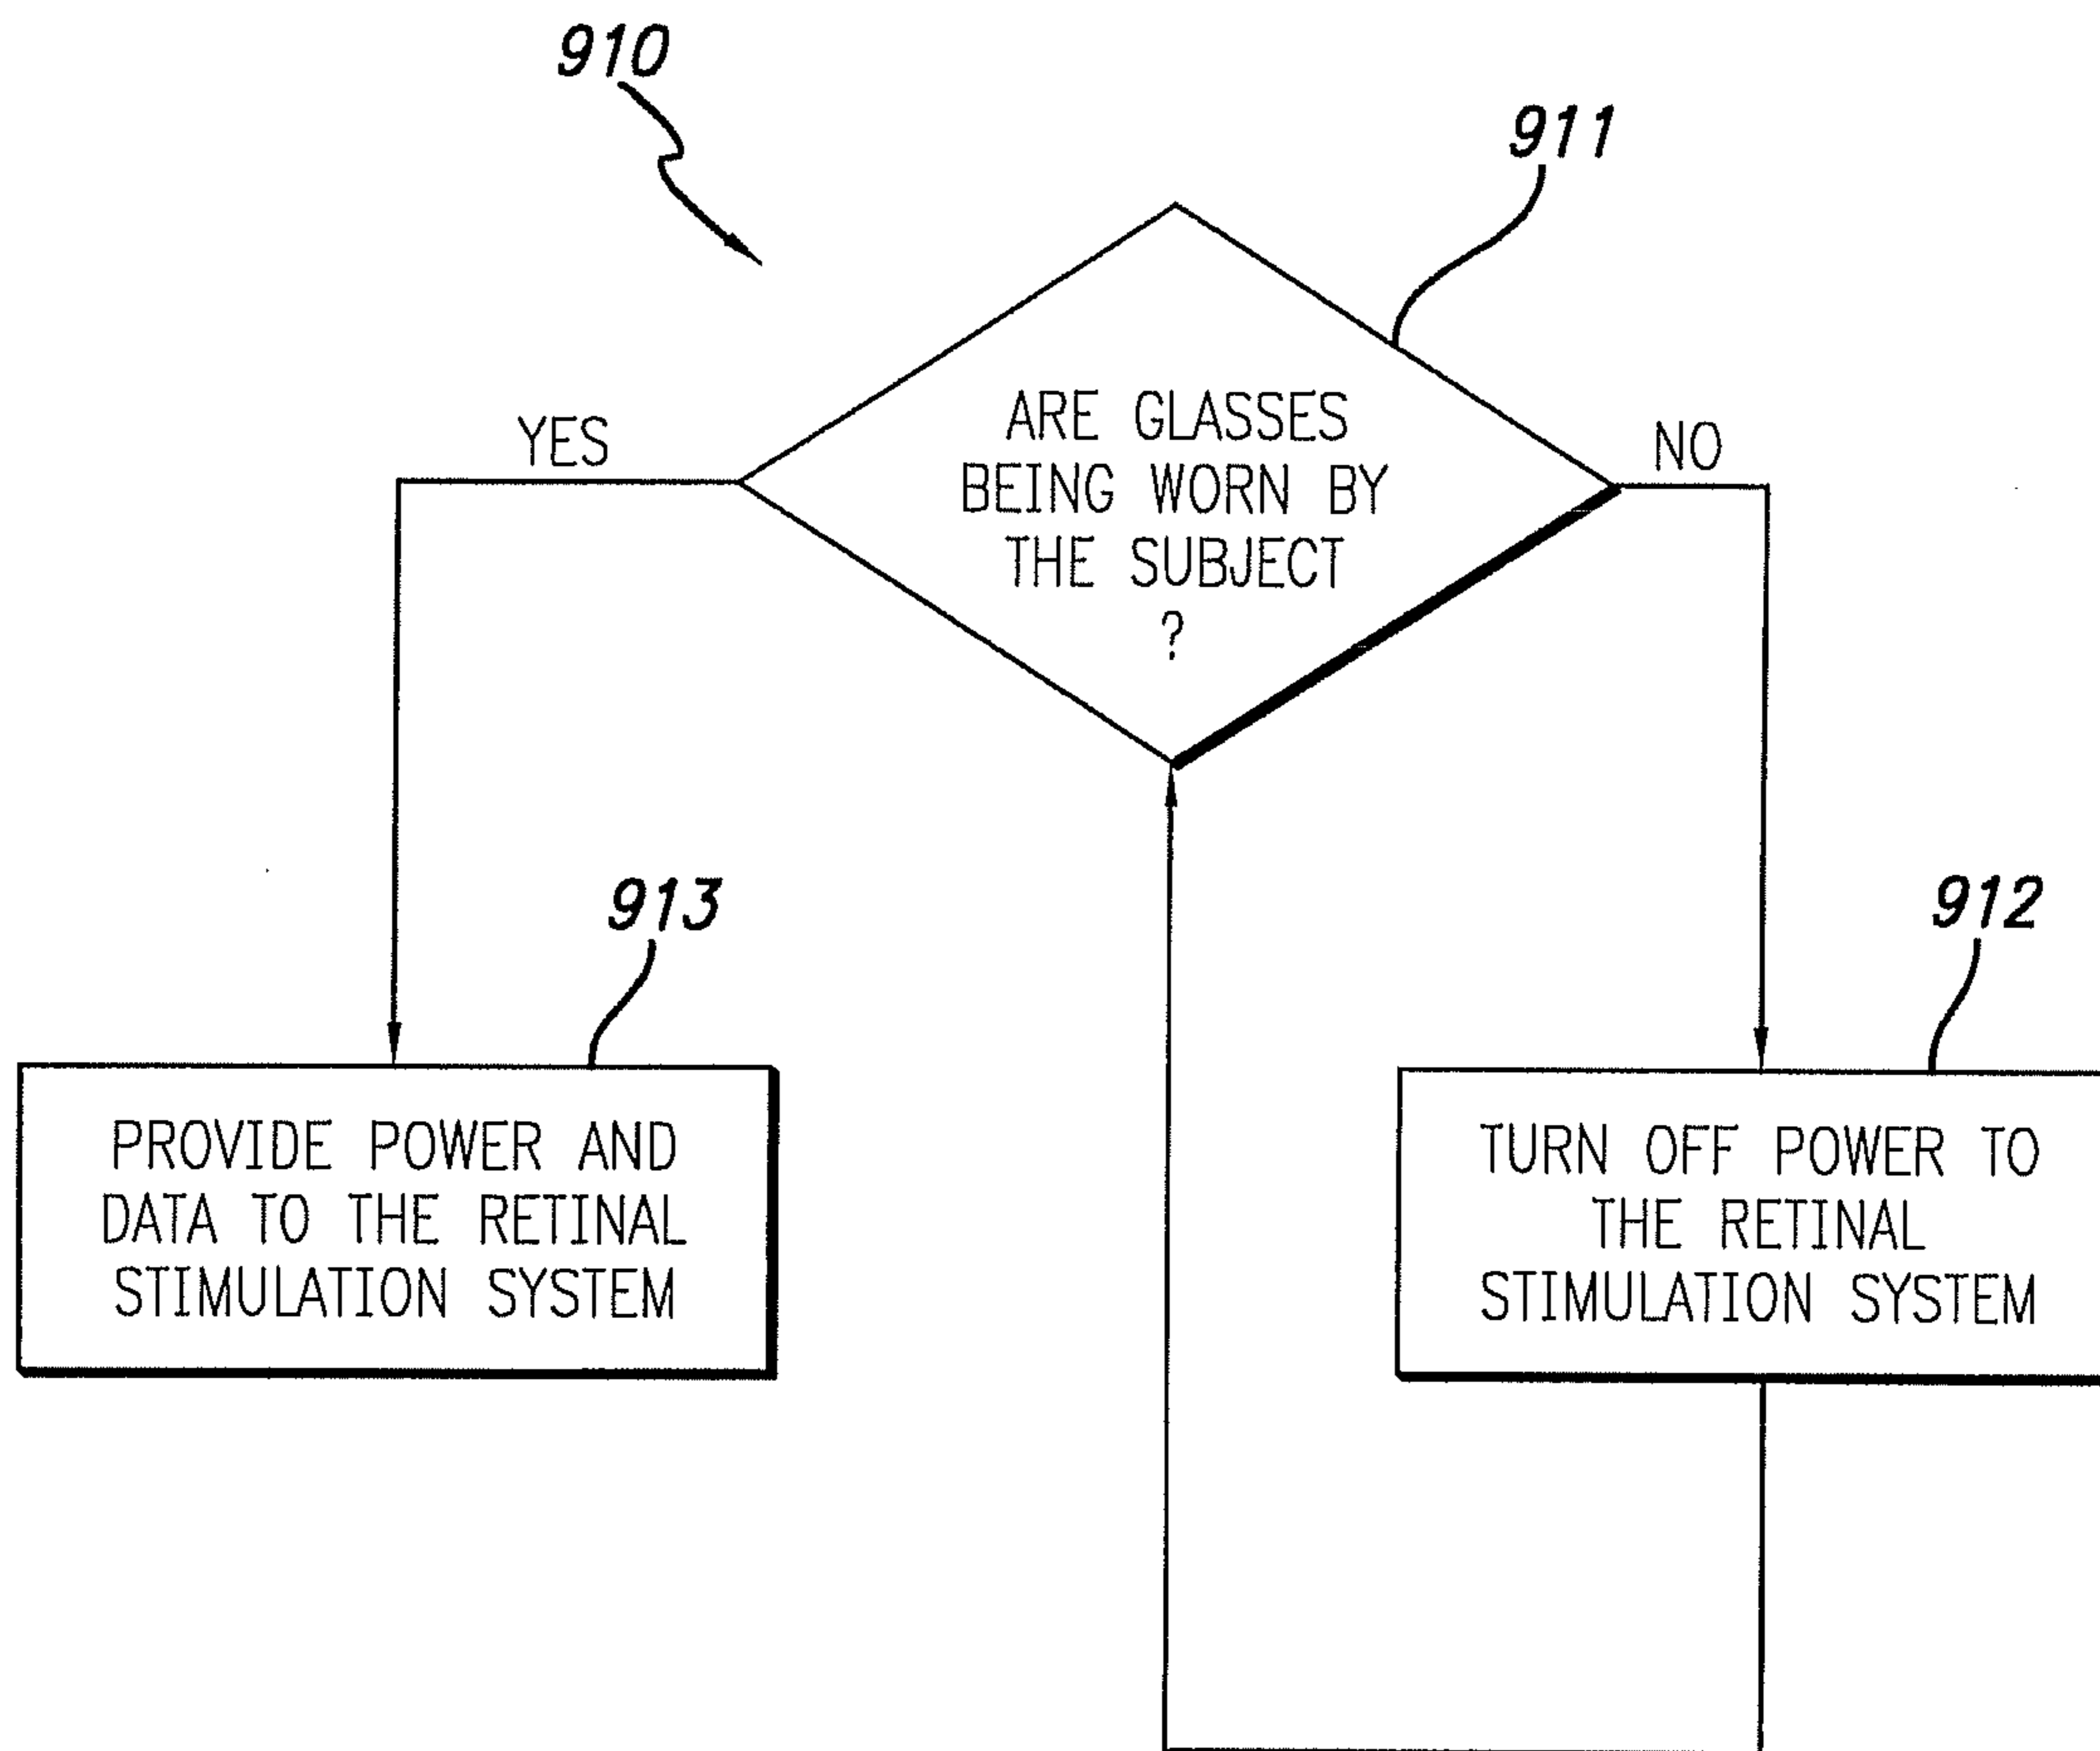 910
911
ARE GLASSES
BEING WORN BY
THE SUBJECT
?
YES
NO
913
912
PROVIDE POWER AND
DATA TO THE RETINAL
STIMULATION SYSTEM
TURN OFF POWER TO
THE RETINAL
STIMULATION SYSTEM